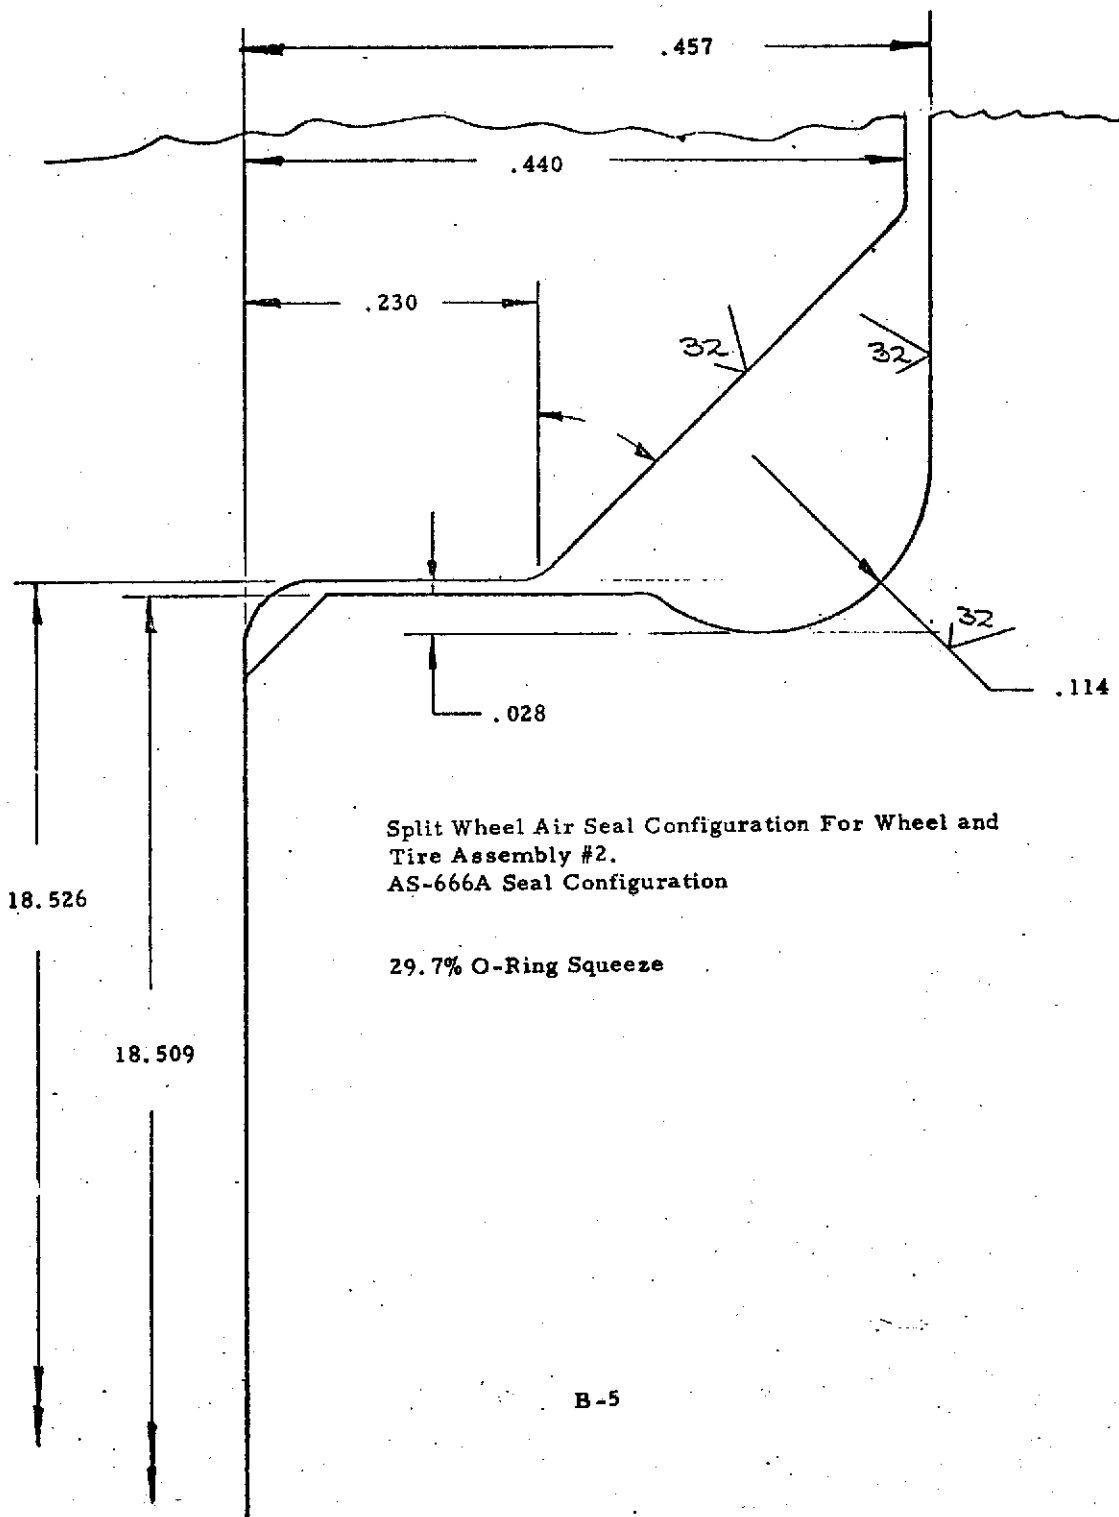 .457
.440
.230
32
32
32
.114
.028
Split Wheel Air Seal Configuration For Wheel and
Tire Assembly #2.
AS-666A Seal Configuration
18.526
29.7% O-Ring Squeeze
18.509
B-5